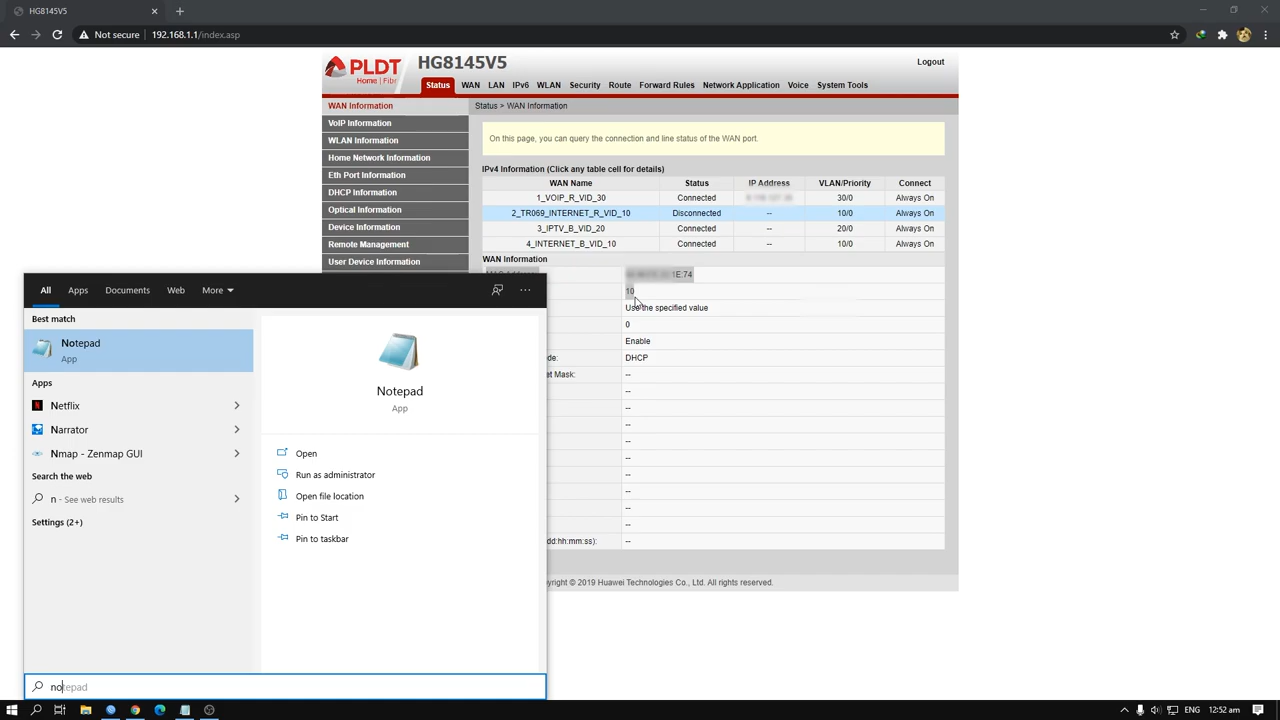 HG8145V5
Not secure
192.168.1.1/index.asp
PLDT
Home | Fibr
HG8145V5
Logout
Status
WAN
LAN
IPv6
WLAN
Security
Route
Forward Rules
Network Application
Voice
System Tools
WAN Information
VoIP Information
WLAN Information
Home Network Information
Eth Port Information
DHCP Information
Optical Information
Device Information
Remote Management
User Device Information
Status > WAN Information
On this page, you can query the connection and line status of the WAN port.
IPv4 Information (Click any table cell for details)
WAN Name Status IP Address VLAN/Priority Connect
1_VOIP_R_VID_30 Connected 30/0 Always On
2_TR069_INTERNET_R_VID_10 Disconnected -- 10/0 Always On
3_IPTV_B_VID_20 Connected -- 20/0 Always On
4_INTERNET_B_VID_10 Connected -- 10/0 Always On
WAN Information
1E:74
10
Use the specified value
0
Enable
de: DHCP
et Mask: --
--
--
--
--
--
--
--
--
--
dd:hh:mm:ss): --
yright © 2019 Huawei Technologies Co., Ltd. All rights reserved.
All
Apps
Documents
Web
More
Best match
Notepad
App
Apps
Netflix
Narrator
Nmap - Zenmap GUI
Search the web
n - See web results
Settings (2+)
Notepad
App
Open
Run as administrator
Open file location
Pin to Start
Pin to taskbar
notepad
ENG
12:52 am